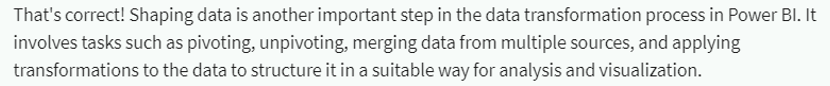 That's correct! Shaping data is another important step in the data transformation process in Power BI. It
involves tasks such as pivoting, unpivoting, merging data from multiple sources, and applying
transformations to the data to structure it in a suitable way for analysis and visualization.